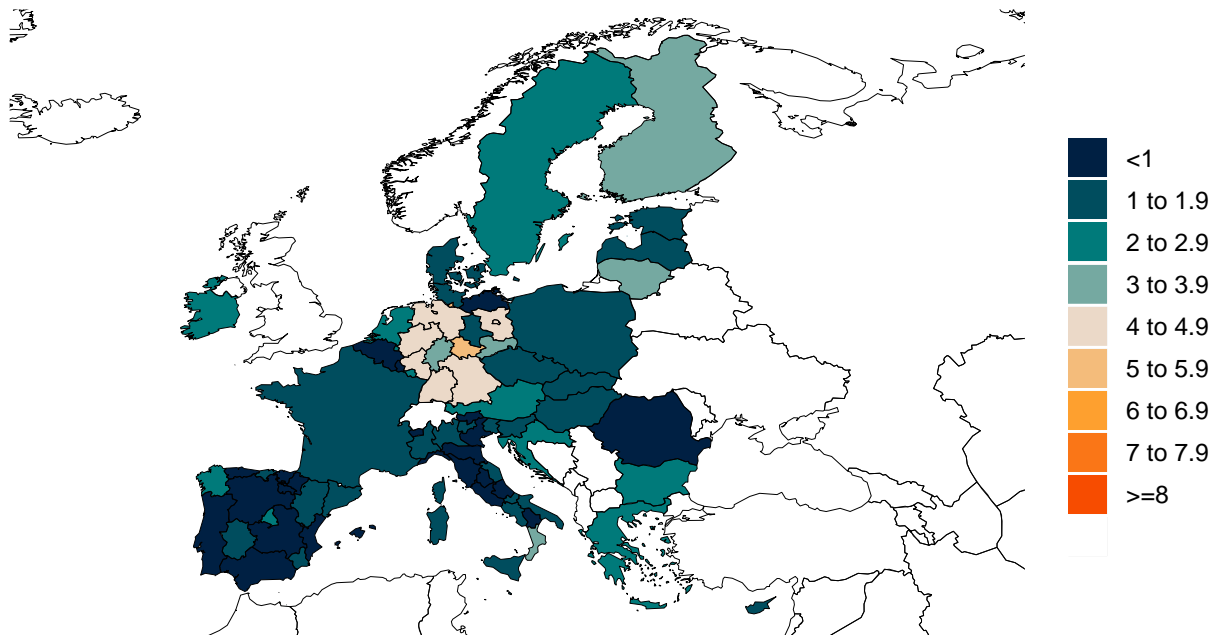 <1
1 to 1.9
2 to 2.9
3 to 3.9
4 to 4.9
5 to 5.9
6 to 6.9
7 to 7.9
>=8